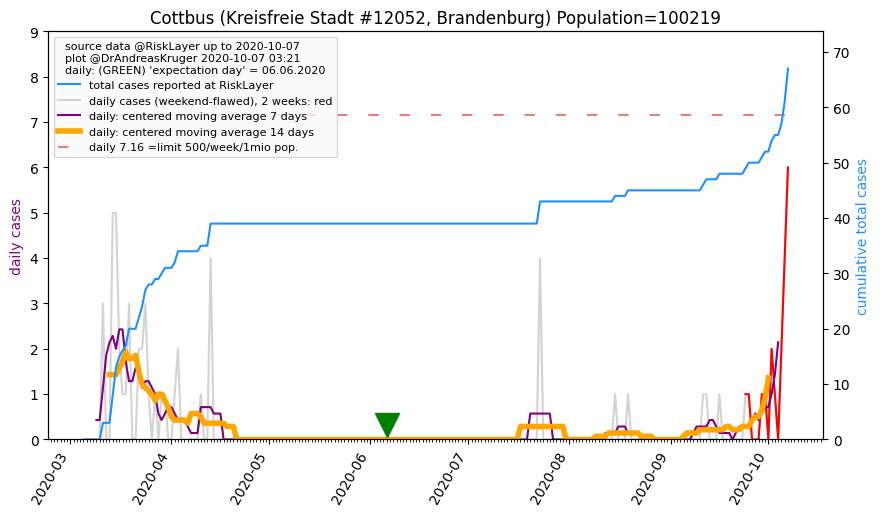 Cottbus (Kreisfreie Stadt #12052, Brandenburg) Population=100219
source data @RiskLayer up to 2020-10-07
plot @DrAndreasKruger 2020-10-07 03:21
daily: (GREEN) 'expectation day' = 06.06.2020
total cases reported at RiskLayer
daily cases (weekend-flawed), 2 weeks: red
daily: centered moving average 7 days
daily: centered moving average 14 days
daily 7.16 =limit 500/week/1mio pop.
daily cases
9
8
7
6
5
4
3
2
1
0
cumulative total cases
70
60
50
40
30
20
10
0
2020-03
2020-04
2020-05
2020-06
2020-07
2020-08
2020-09
2020-10